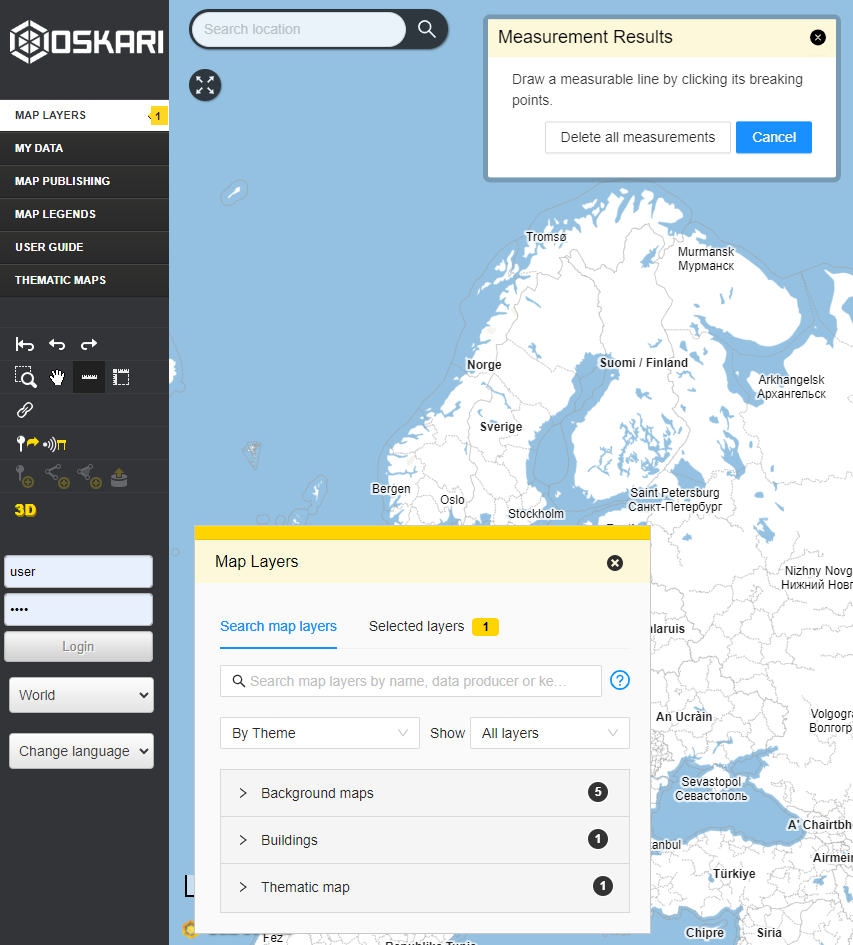 OSKARI
MAP LAYERS
1
MY DATA
MAP PUBLISHING
MAP LEGENDS
USER GUIDE
THEMATIC MAPS
3D
user
••••
Login
World
Change language
Search location
Measurement Results
Draw a measurable line by clicking its breaking
points.
Delete all measurements
Cancel
Tromsø
Murmansk
Мурманск
Norge
Suomi / Finland
Arkhangelsk
Архангельск
Sverige
Bergen
Oslo
Saint Petersburg
Санкт-Петербург
Stockholm
Nizhny Novg
Нижний Новг
alaruis
An Úcráin
Volgogra
Волгогр
Sevastopol
Севастополь
A' Chairtbh
anbul
Airmein
Türkiye
Chipre
Siria
Fez
Map Layers
Search map layers
Selected layers
1
Search map layers by name, data producer or ke...
?
By Theme
Show
All layers
Background maps
5
Buildings
1
Thematic map
1